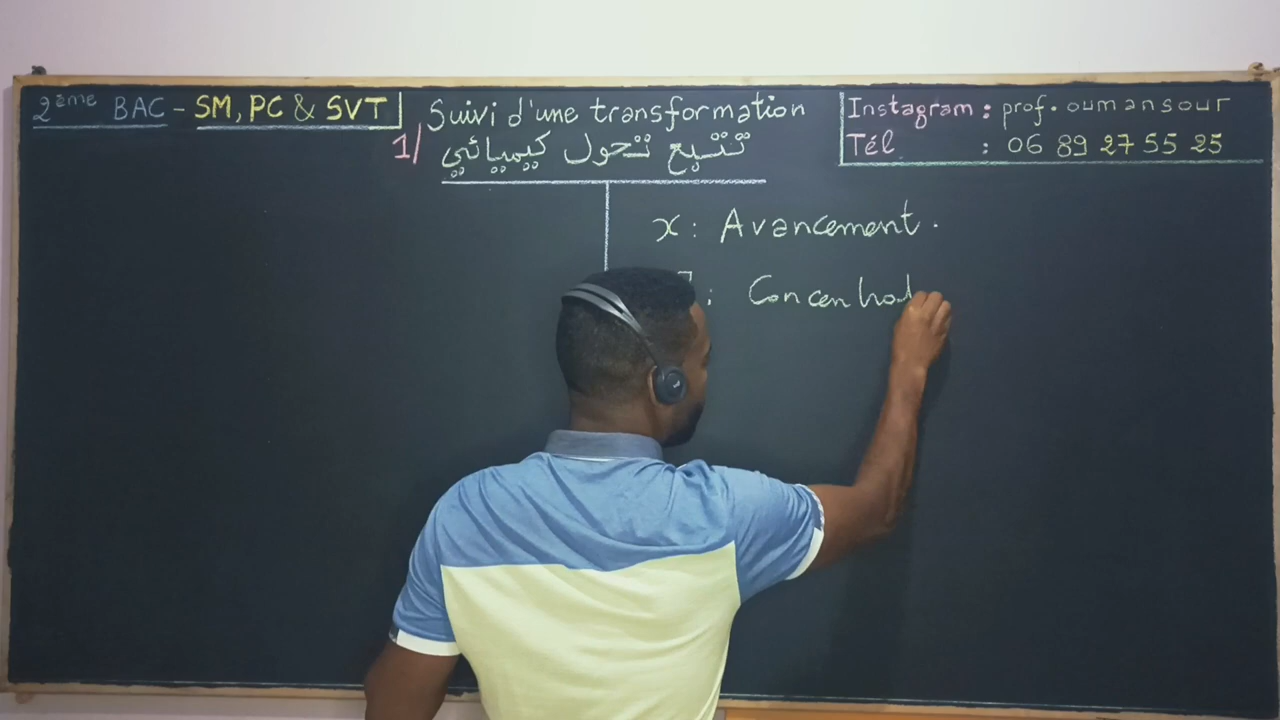 2ème BAC - SM, PC & SVT
Suivi d'une transformation
1/ تتبع تحول كيميائي
Instagram : prof. oumansour
Tél : 06 89 27 55 25
x : Avancement .
] : Concentrat